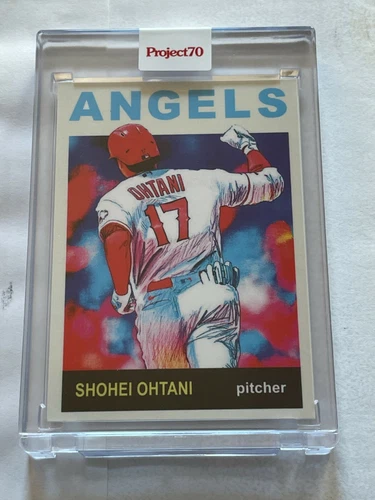 Project70
ANGELS
OHTANI
17
SHOHEI OHTANI pitcher